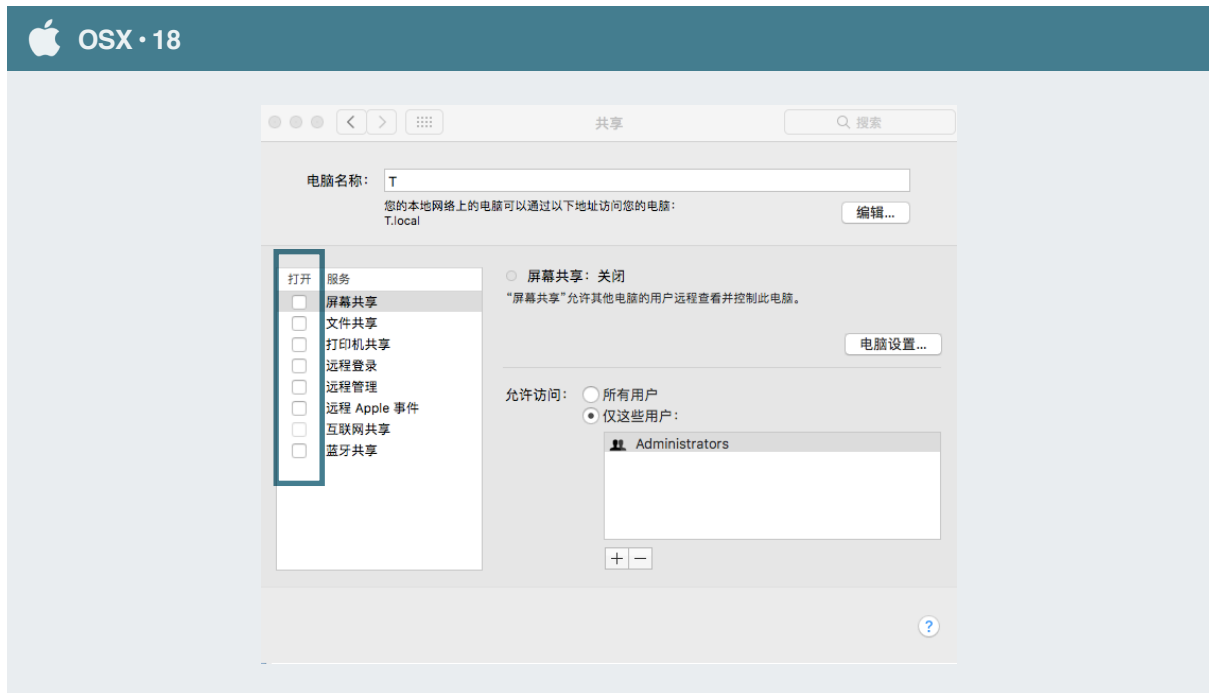 OSX·18
共享
搜索
电脑名称：
T
您的本地网络上的电脑可以通过以下地址访问您的电脑：
T.local
编辑...
打开 服务
屏幕共享
文件共享
打印机共享
远程登录
远程管理
远程 Apple 事件
互联网共享
蓝牙共享
屏幕共享：关闭
“屏幕共享”允许其他电脑的用户远程查看并控制此电脑。
电脑设置...
允许访问：
所有用户
仅这些用户：
Administrators
+ −
?